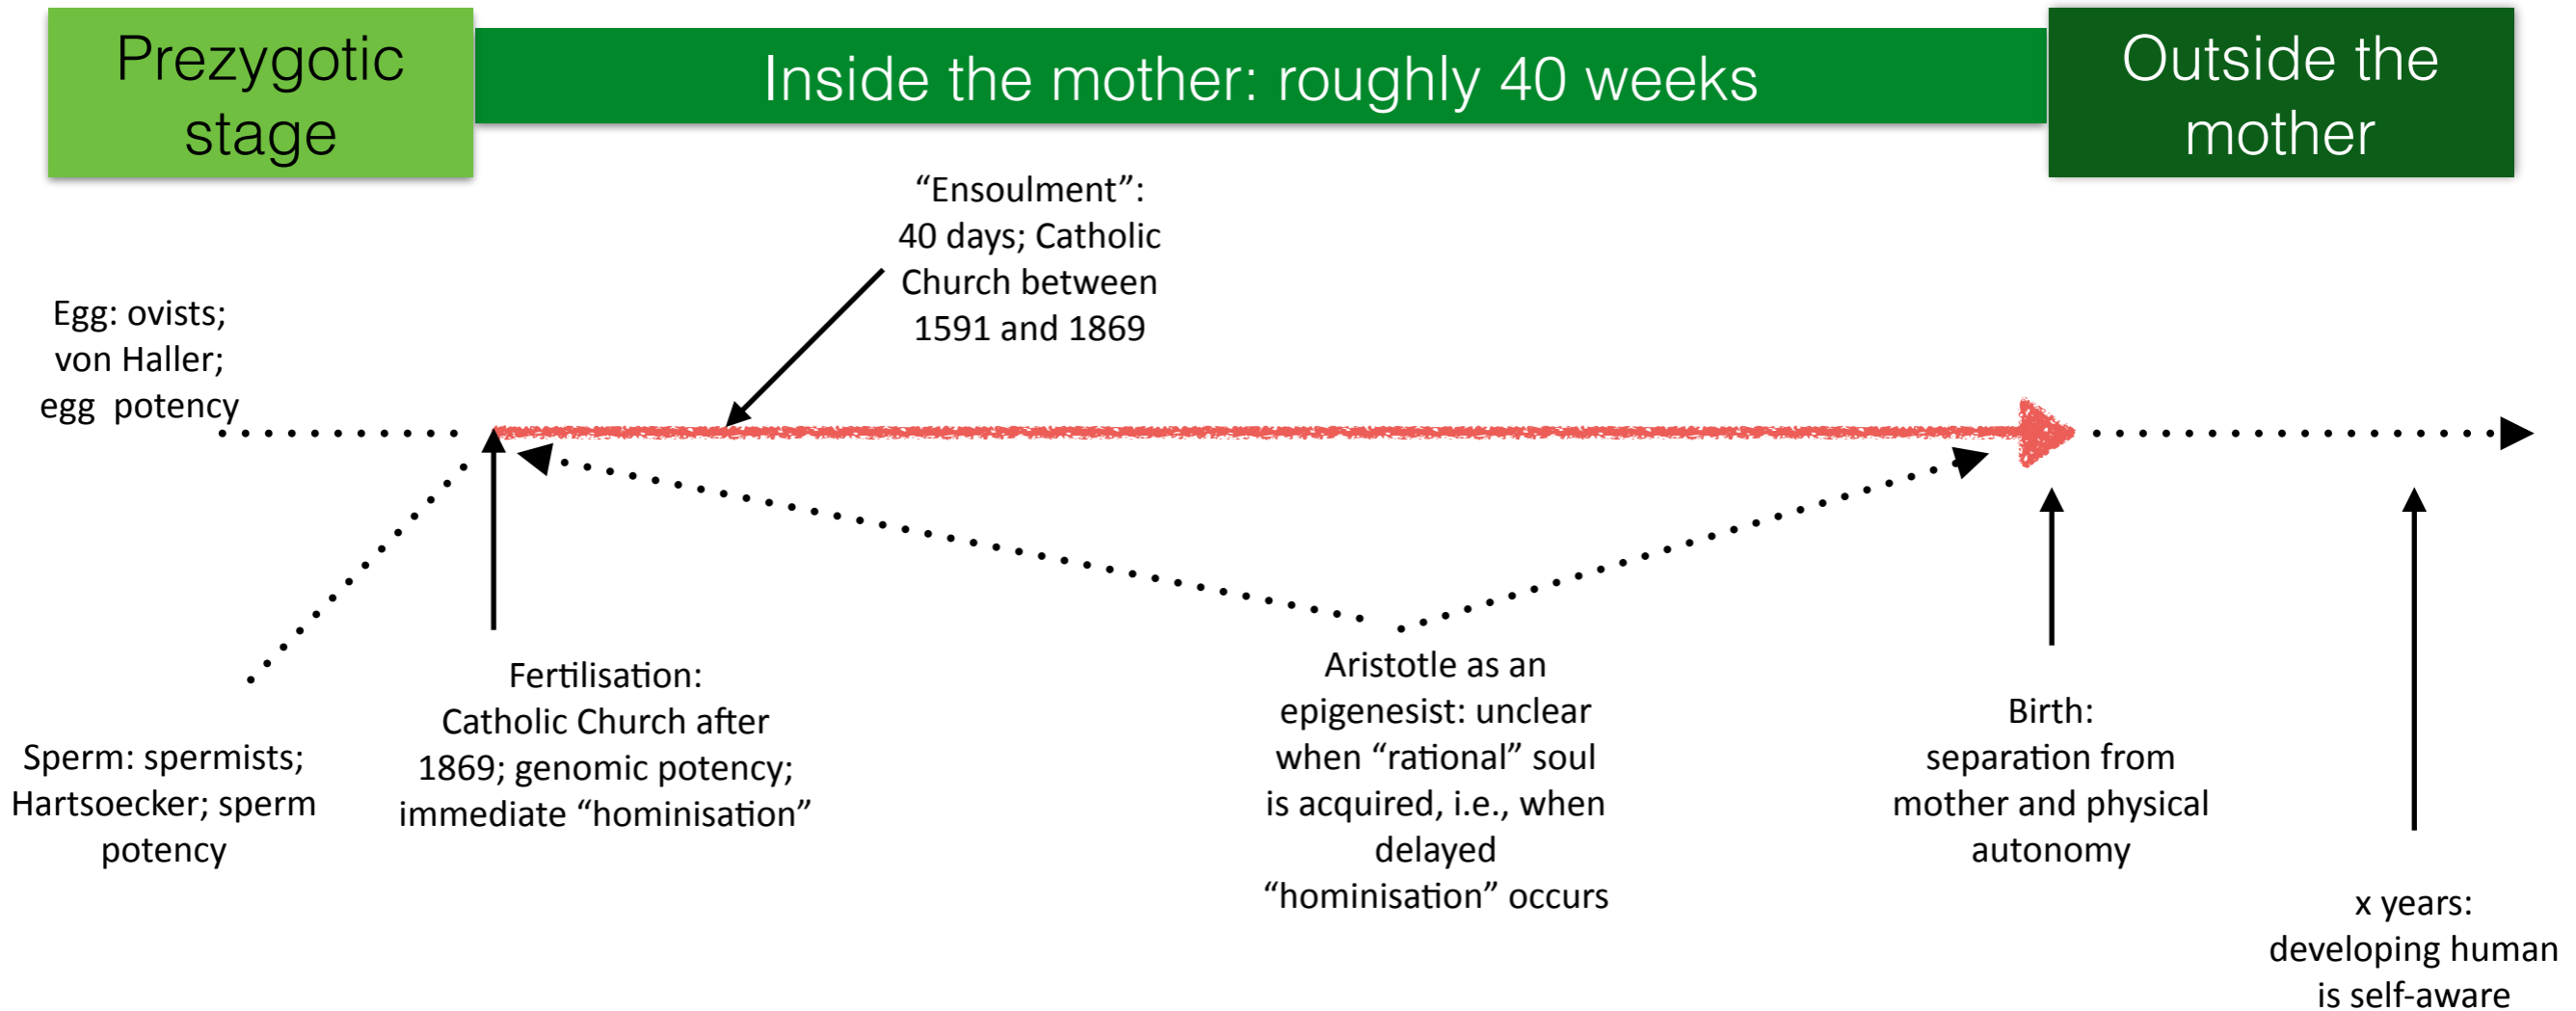 Prezygotic
stage
Inside the mother: roughly 40 weeks
Outside the
mother
“Ensoulment”:
40 days; Catholic
Church between
1591 and 1869
Egg: ovists;
von Haller;
egg potency
Sperm: spermists;
Hartsoecker; sperm
potency
Fertilisation:
Catholic Church after
1869; genomic potency;
immediate “hominisation”
Aristotle as an
epigenesist: unclear
when “rational” soul
is acquired, i.e., when
delayed
“hominisation” occurs
Birth:
separation from
mother and physical
autonomy
x years:
developing human
is self-aware